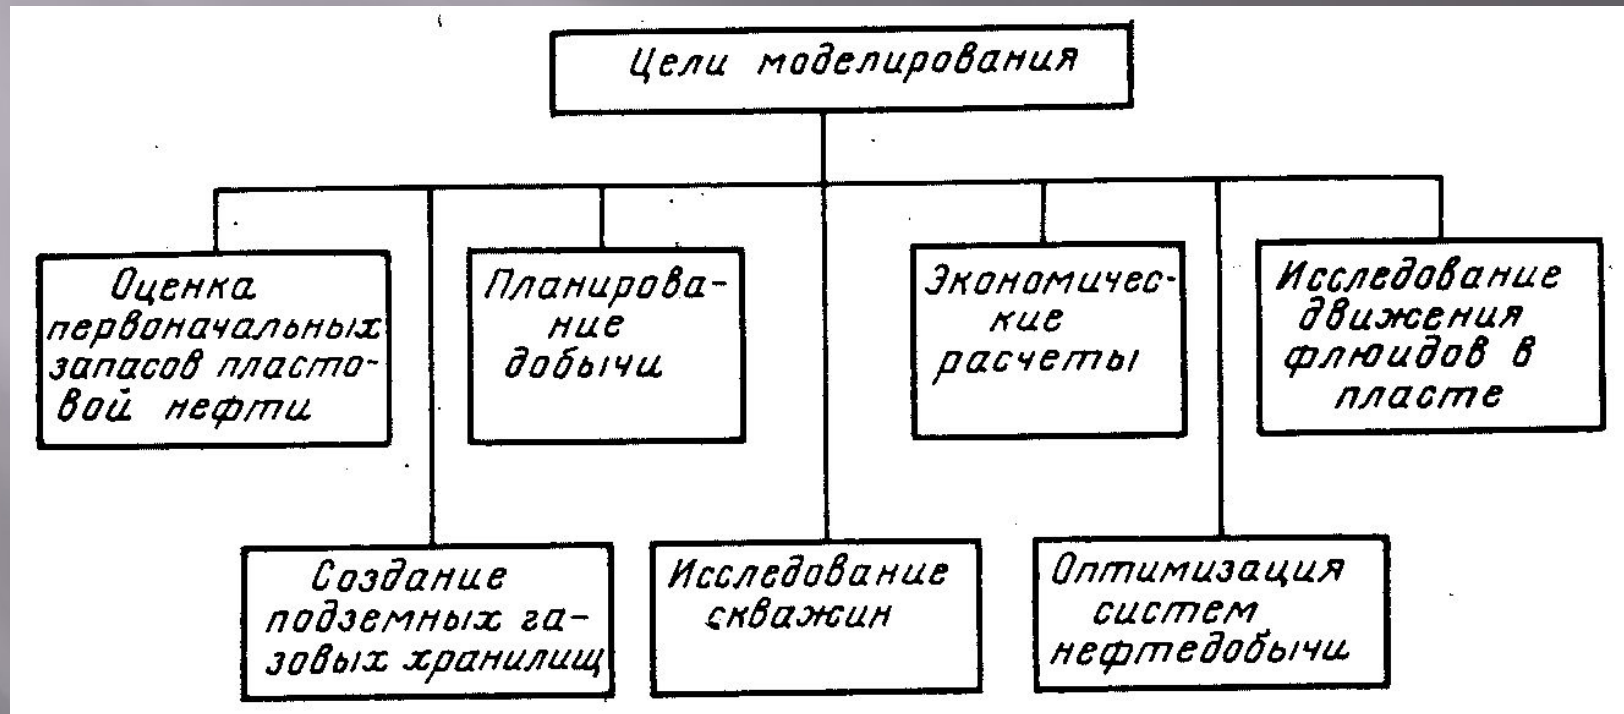 Цели моделирования
Оценка
первоначальных
запасов пласто-
вой нефти
Планирова-
ние
добычи
Экономичес-
кие
расчеты
Исследование
движения
флюидов в
пласте
Создание
подземных га-
зовых хранилищ
Исследование
скважин
Оптимизация
систем
нефтедобычи